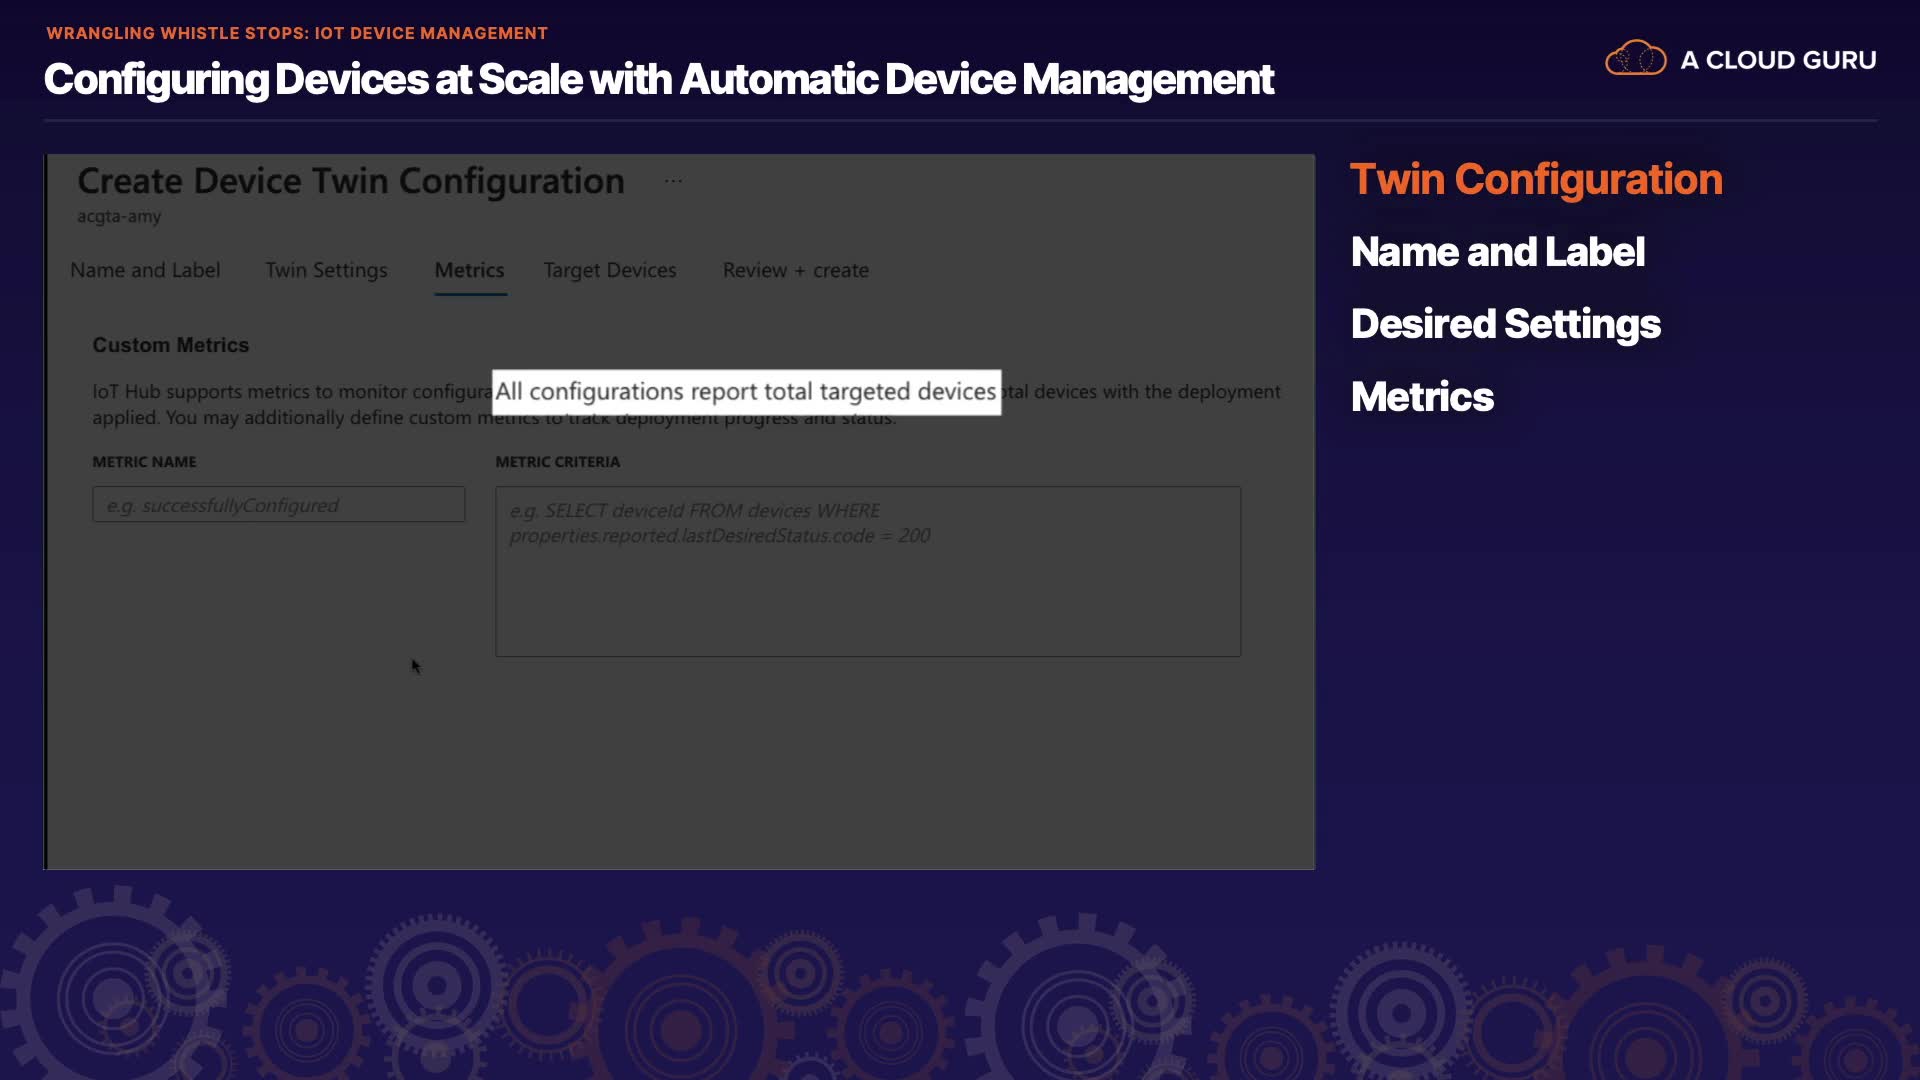 WRANGLING WHISTLE STOPS: IOT DEVICE MANAGEMENT
Configuring Devices at Scale with Automatic Device Management
A CLOUD GURU
Create Device Twin Configuration ...
acgta-amy
Name and Label Twin Settings Metrics Target Devices Review + create
Custom Metrics
IoT Hub supports metrics to monitor All configurations report total targeted devices devices with the deployment
applied. You may additionally define custom metrics to track deployment progress and status.
METRIC NAME METRIC CRITERIA
e.g. successfullyConfigured
e.g. SELECT deviceId FROM devices WHERE
properties.reported.lastDesiredStatus.code = 200
Twin Configuration
Name and Label
Desired Settings
Metrics